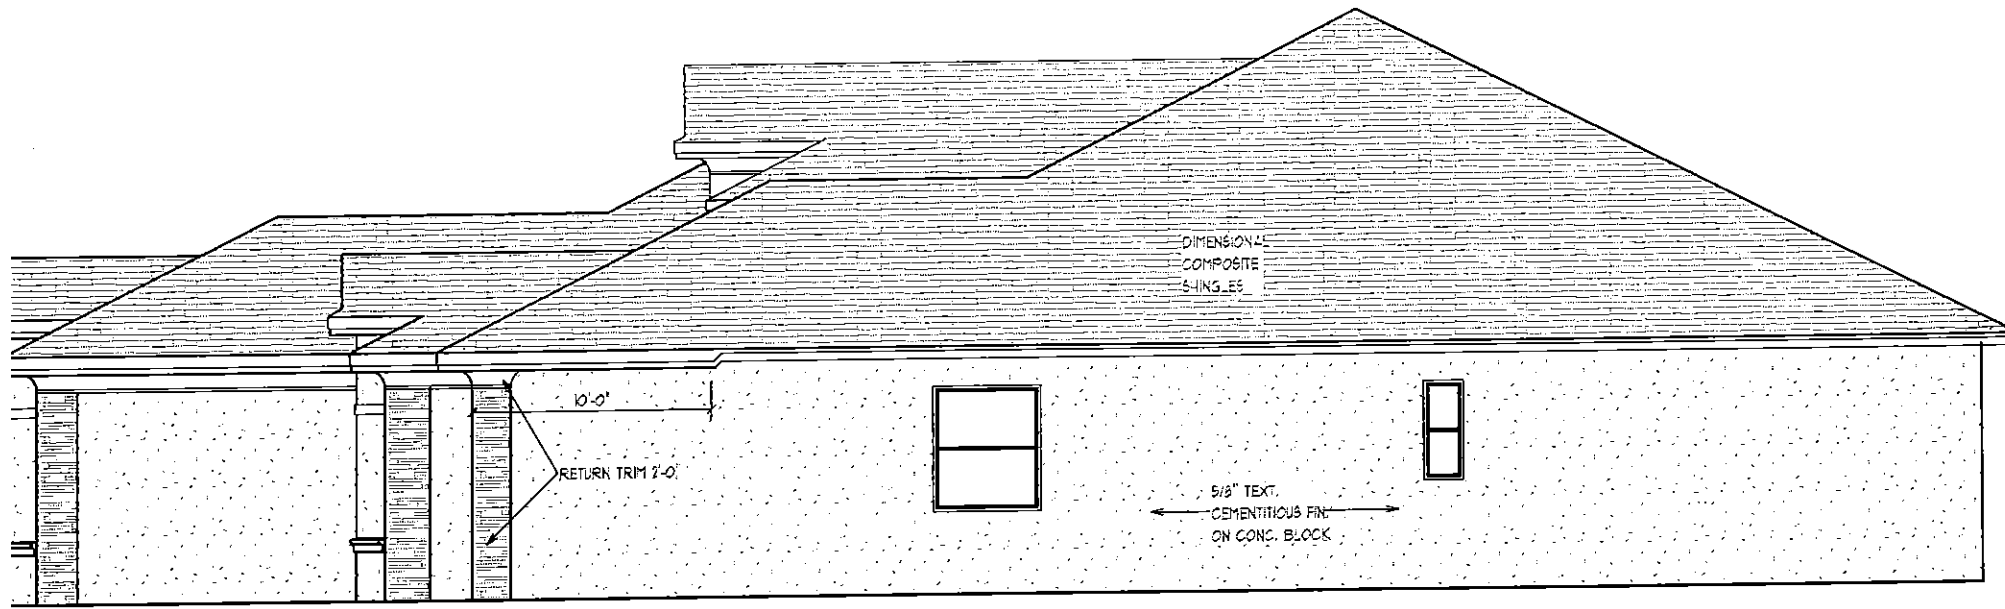 DIMENSIONAL
COMPOSITE
SHINGLES
10'-0"
RETURN TRIM 2'-0"
5/8" TEXT.
CEMENTITIOUS FIN.
ON CONC. BLOCK